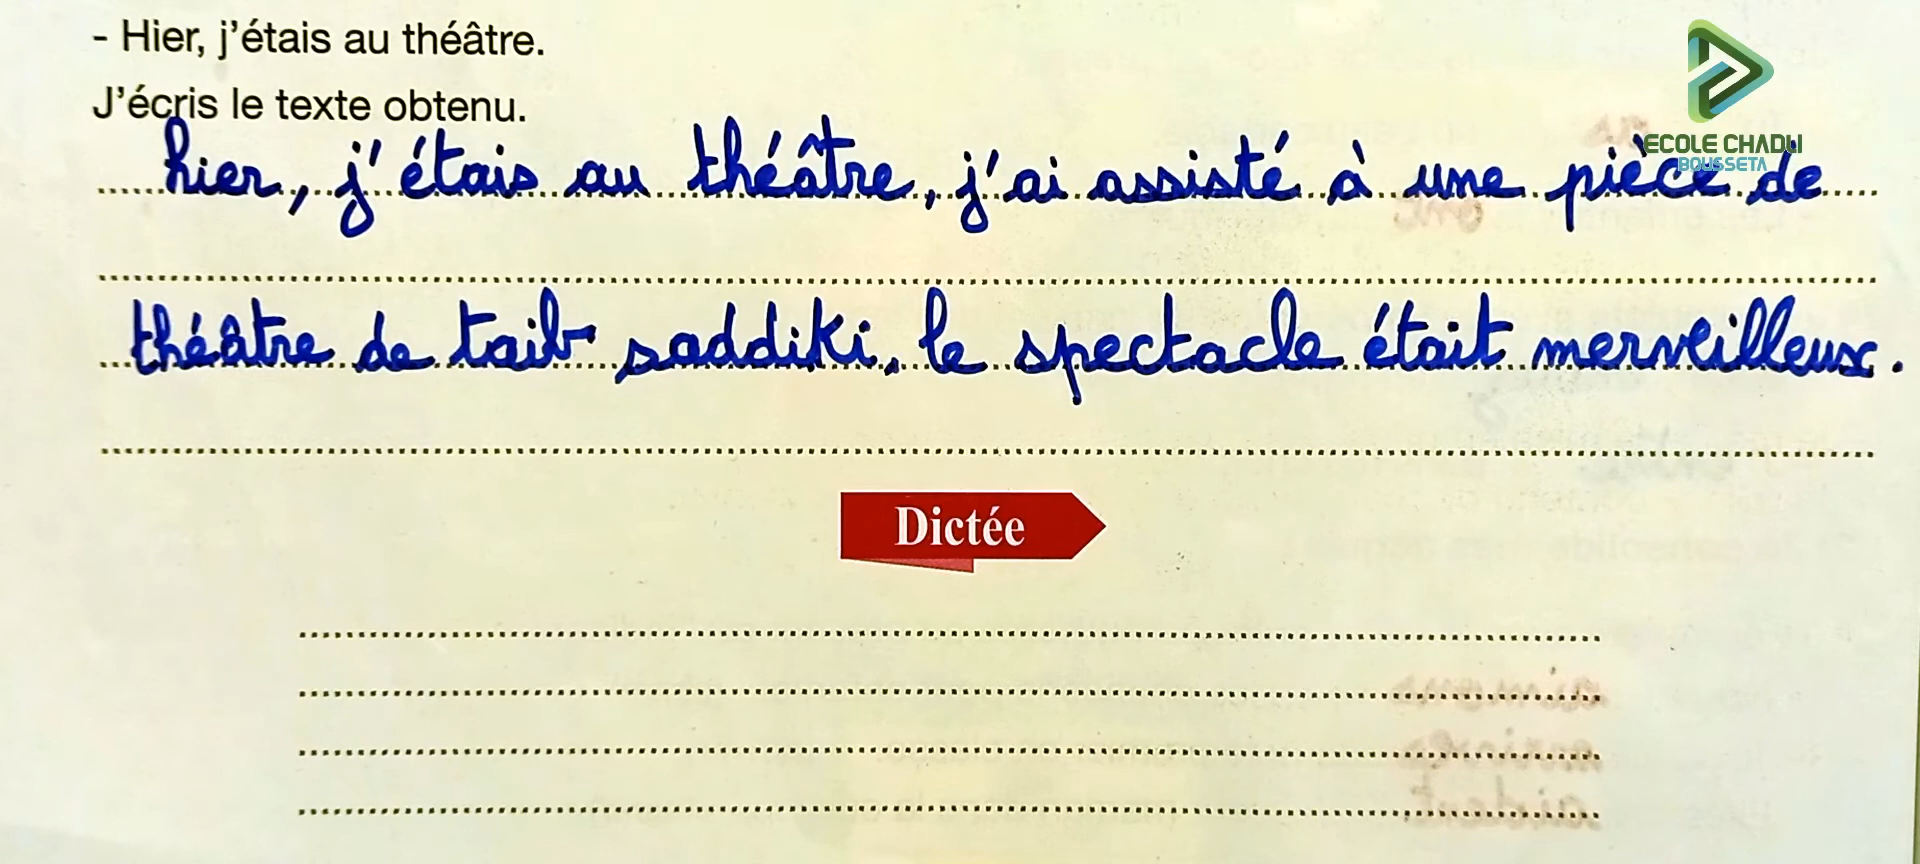 - Hier, j'étais au théâtre.
J'écris le texte obtenu.
ECOLE CHADLI
BOUSSETA
hier, j'étais au théâtre, j'ai assisté à une pièce de
théâtre de taib saddiki, le spectacle était merveilleux.
Dictée